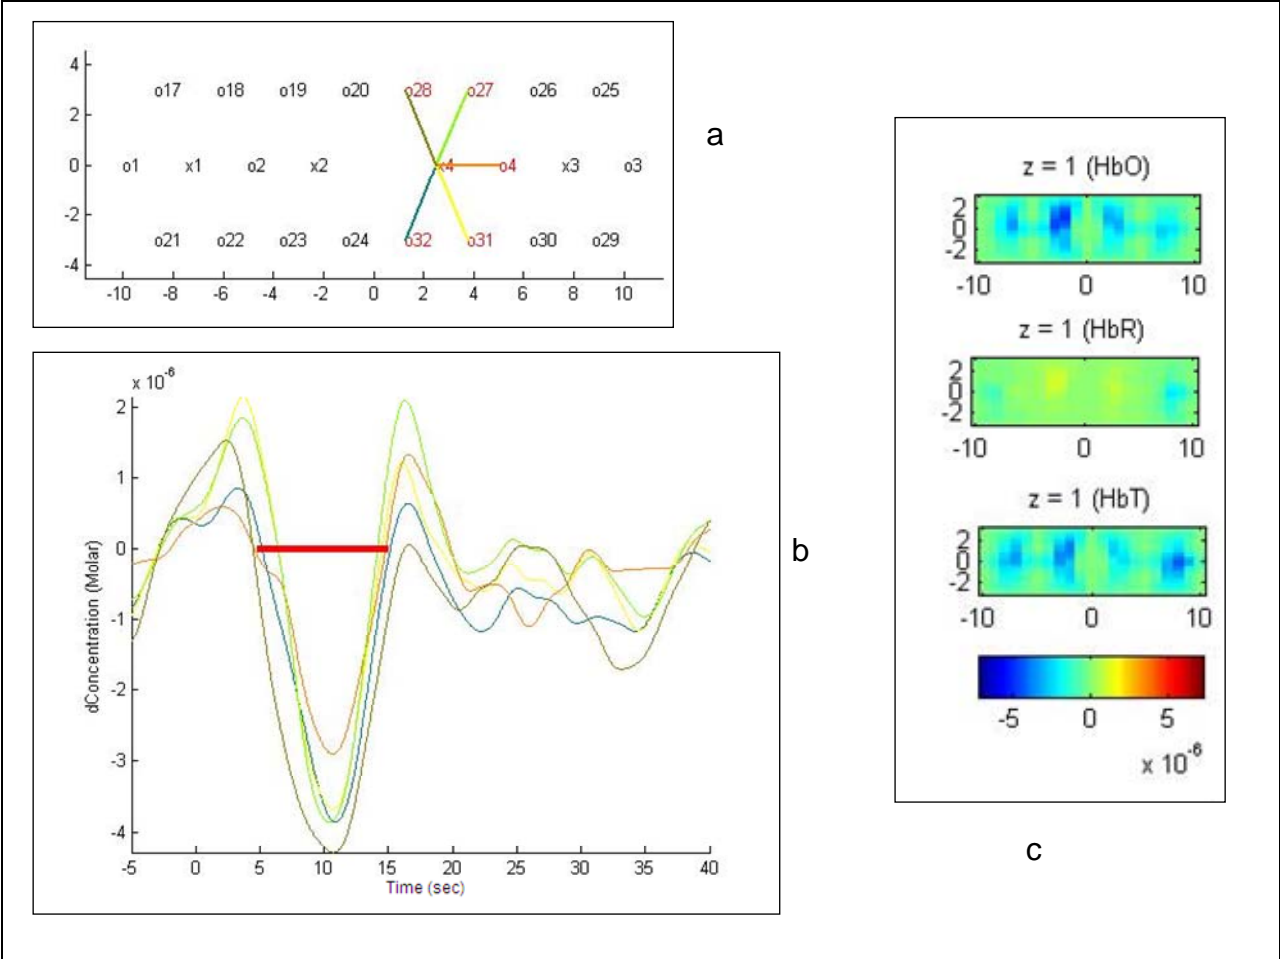 4
o17 o18 o19 o20 o28 o27 o26 o25
2
0 o1 x1 o2 x2 x4 o4 x3 o3
-2
o21 o22 o23 o24 o32 o31 o30 o29
-4
-10 -8 -6 -4 -2 0 2 4 6 8 10
a
x 10-6
2
1
0
-1
-2
-3
-4
dConcentration (Molar)
-5 0 5 10 15 20 25 30 35 40
Time (sec)
b
z = 1 (HbO)
2
0
-2
-10 0 10
z = 1 (HbR)
2
0
-2
-10 0 10
z = 1 (HbT)
2
0
-2
-10 0 10
-5 0 5
x 10-6
c